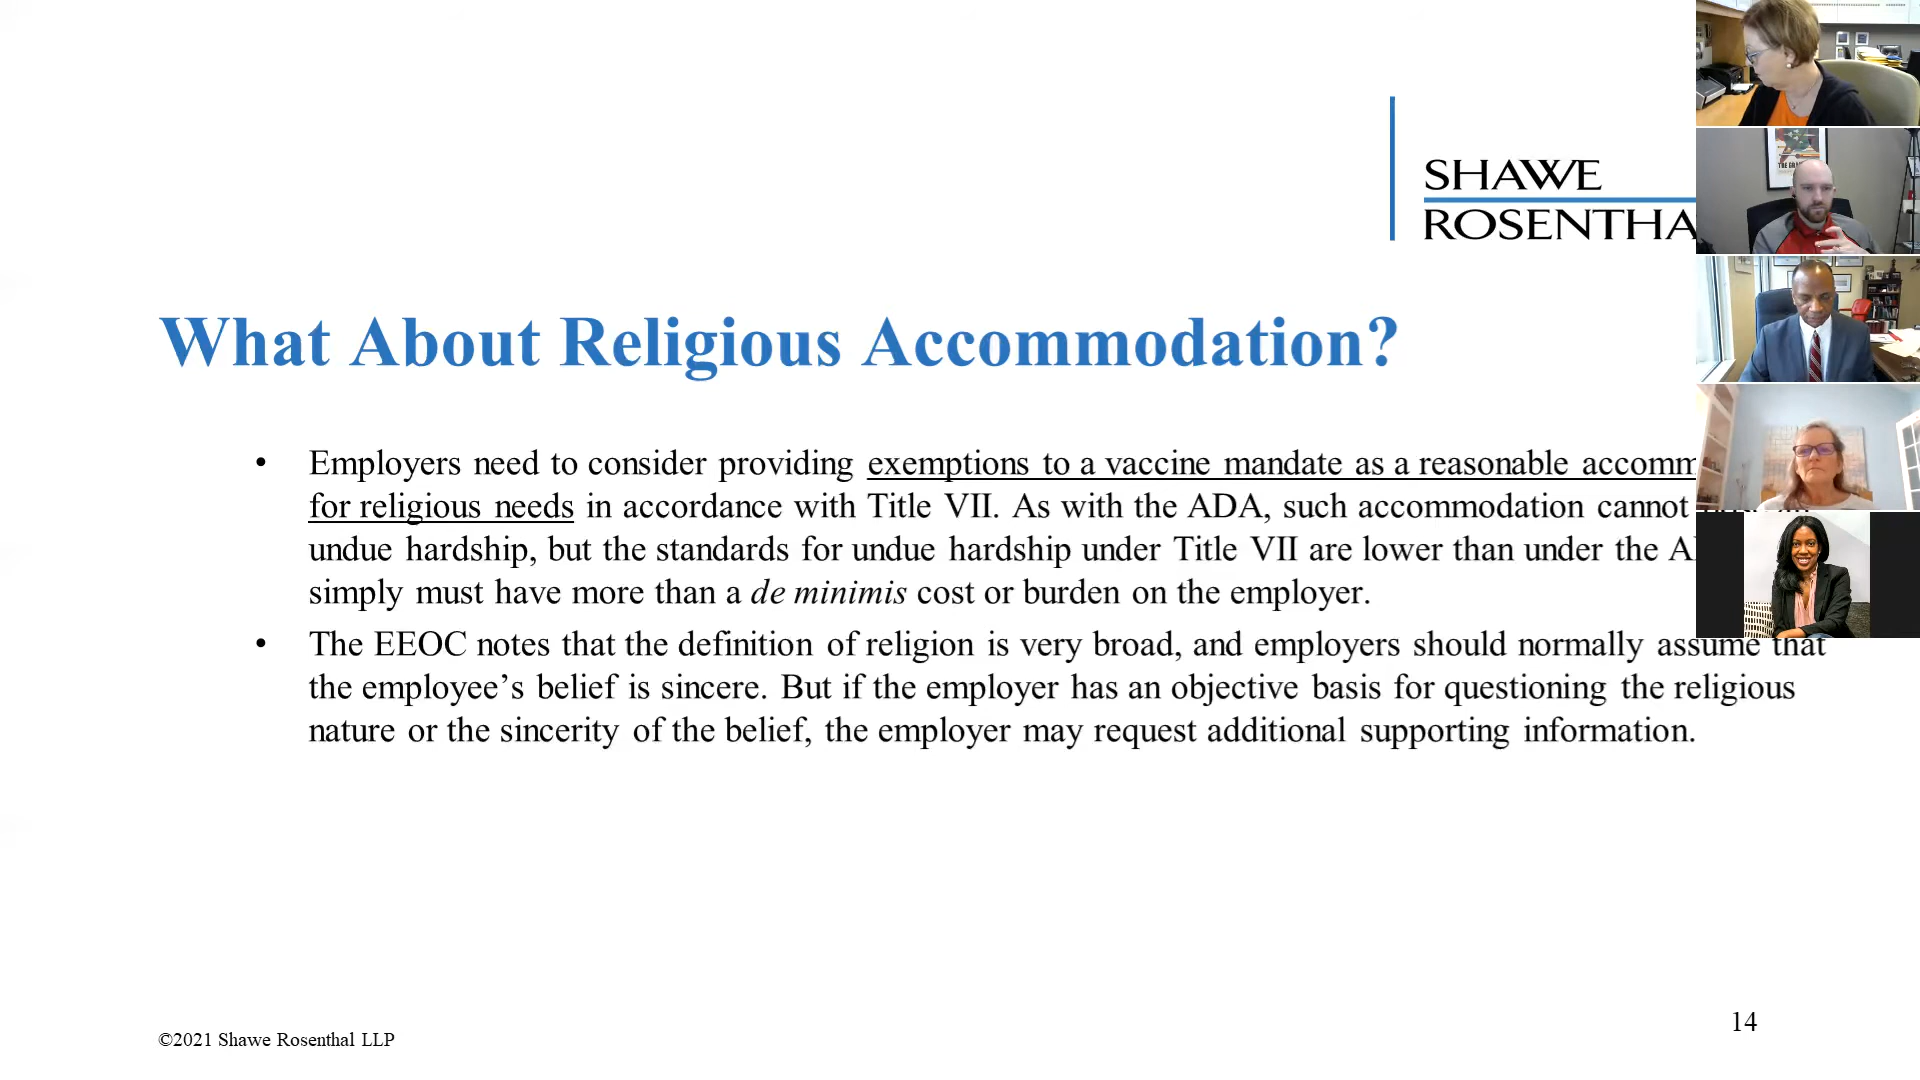 SHAWE
ROSENTHA
What About Religious Accommodation?
• Employers need to consider providing exemptions to a vaccine mandate as a reasonable accomm
for religious needs in accordance with Title VII. As with the ADA, such accommodation cannot
undue hardship, but the standards for undue hardship under Title VII are lower than under the A
simply must have more than a de minimis cost or burden on the employer.
• The EEOC notes that the definition of religion is very broad, and employers should normally assume that
the employee’s belief is sincere. But if the employer has an objective basis for questioning the religious
nature or the sincerity of the belief, the employer may request additional supporting information.
©2021 Shawe Rosenthal LLP
14